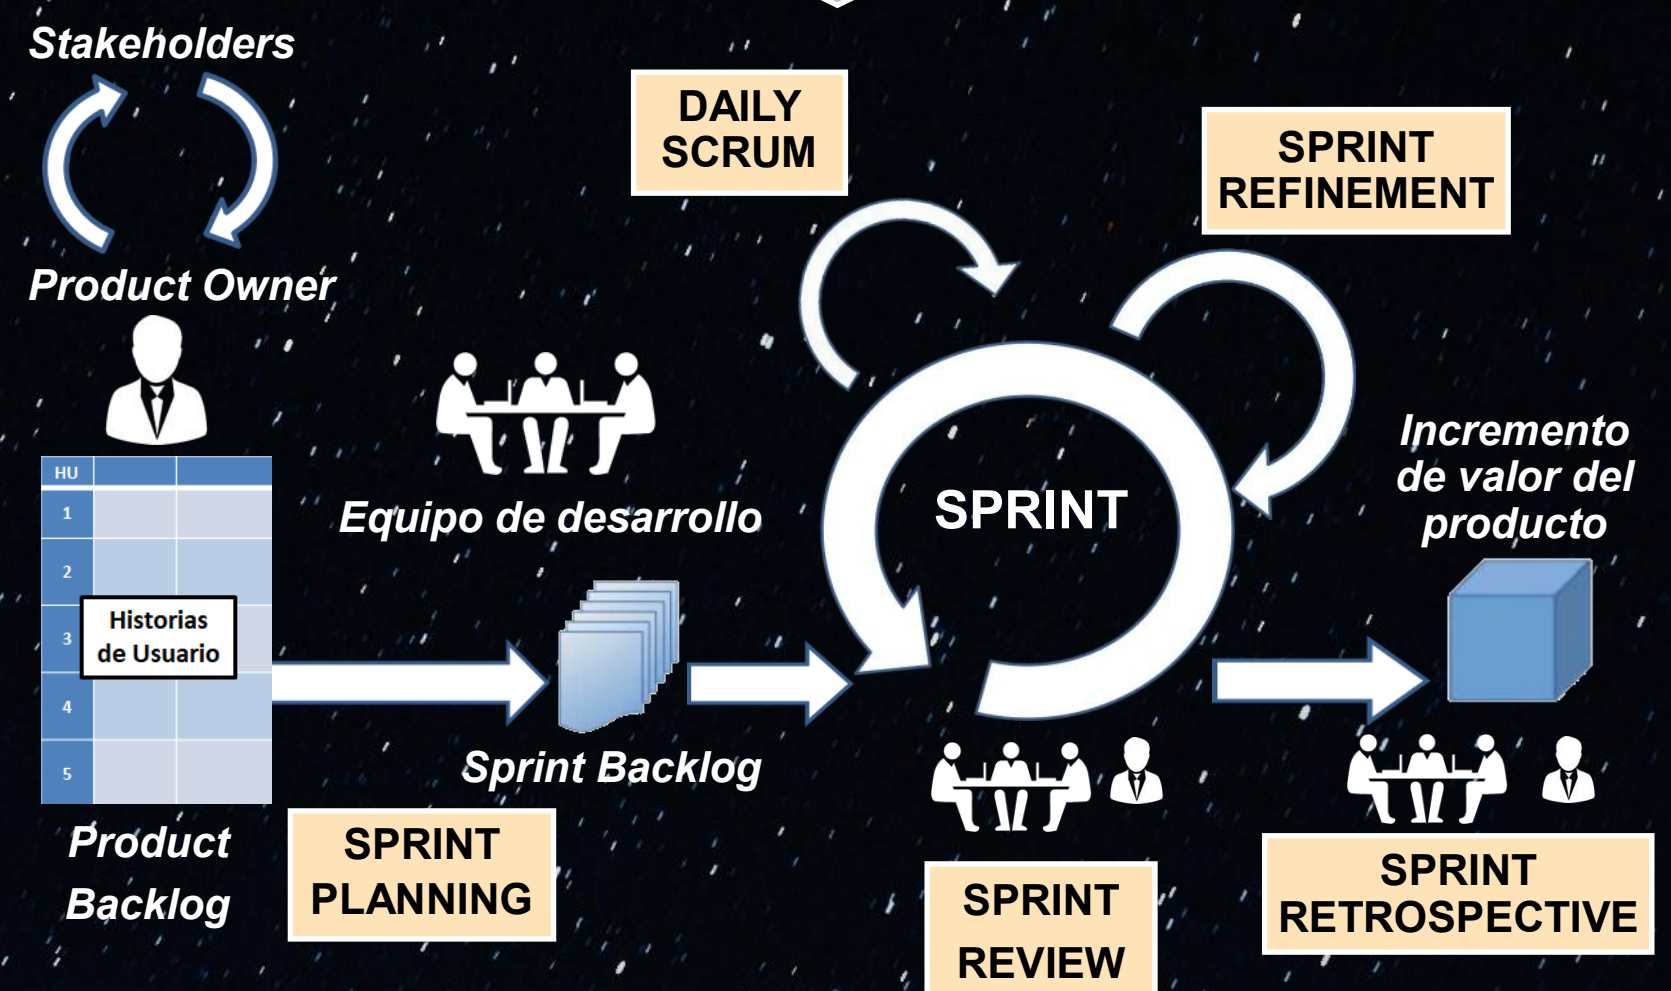 Stakeholders
Product Owner
HU
1
2
3
4
5
Historias
de Usuario
Product
Backlog
Equipo de desarrollo
Sprint Backlog
SPRINT
PLANNING
DAILY
SCRUM
SPRINT
REFINEMENT
SPRINT
SPRINT
REVIEW
Incremento
de valor del
producto
SPRINT
RETROSPECTIVE